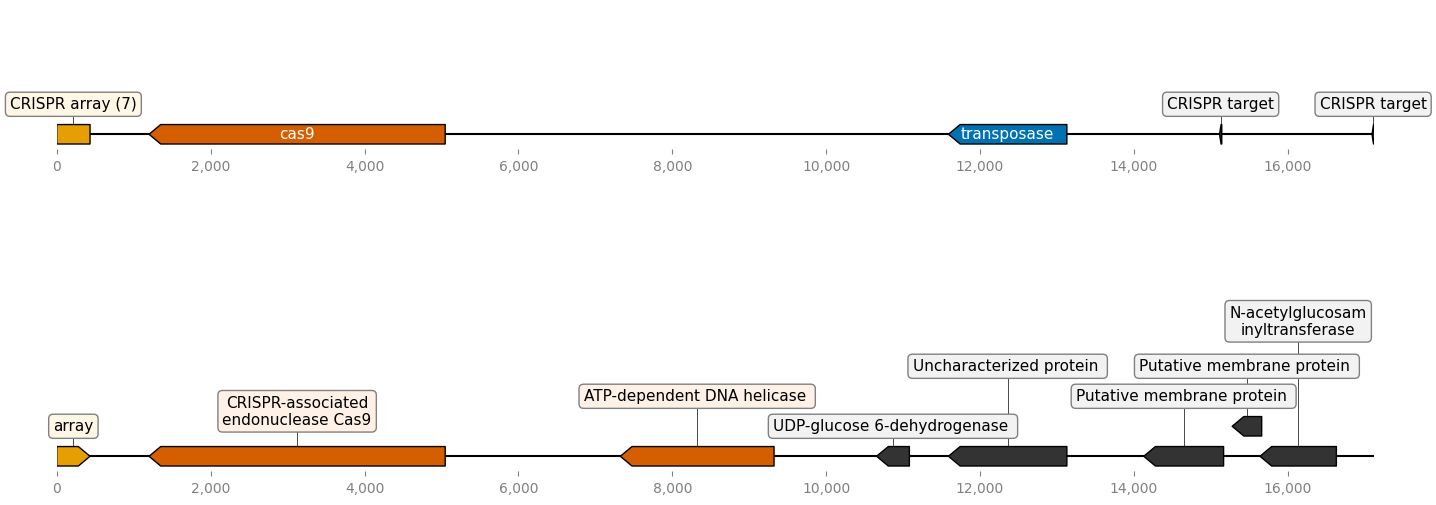 CRISPR array (7)
CRISPR target
CRISPR target
cas9
transposase
0
2,000
4,000
6,000
8,000
10,000
12,000
14,000
16,000
N-acetylglucosam
inyltransferase
Uncharacterized protein
Putative membrane protein
ATP-dependent DNA helicase
Putative membrane protein
CRISPR-associated
endonuclease Cas9
array
UDP-glucose 6-dehydrogenase
0
2,000
4,000
6,000
8,000
10,000
12,000
14,000
16,000